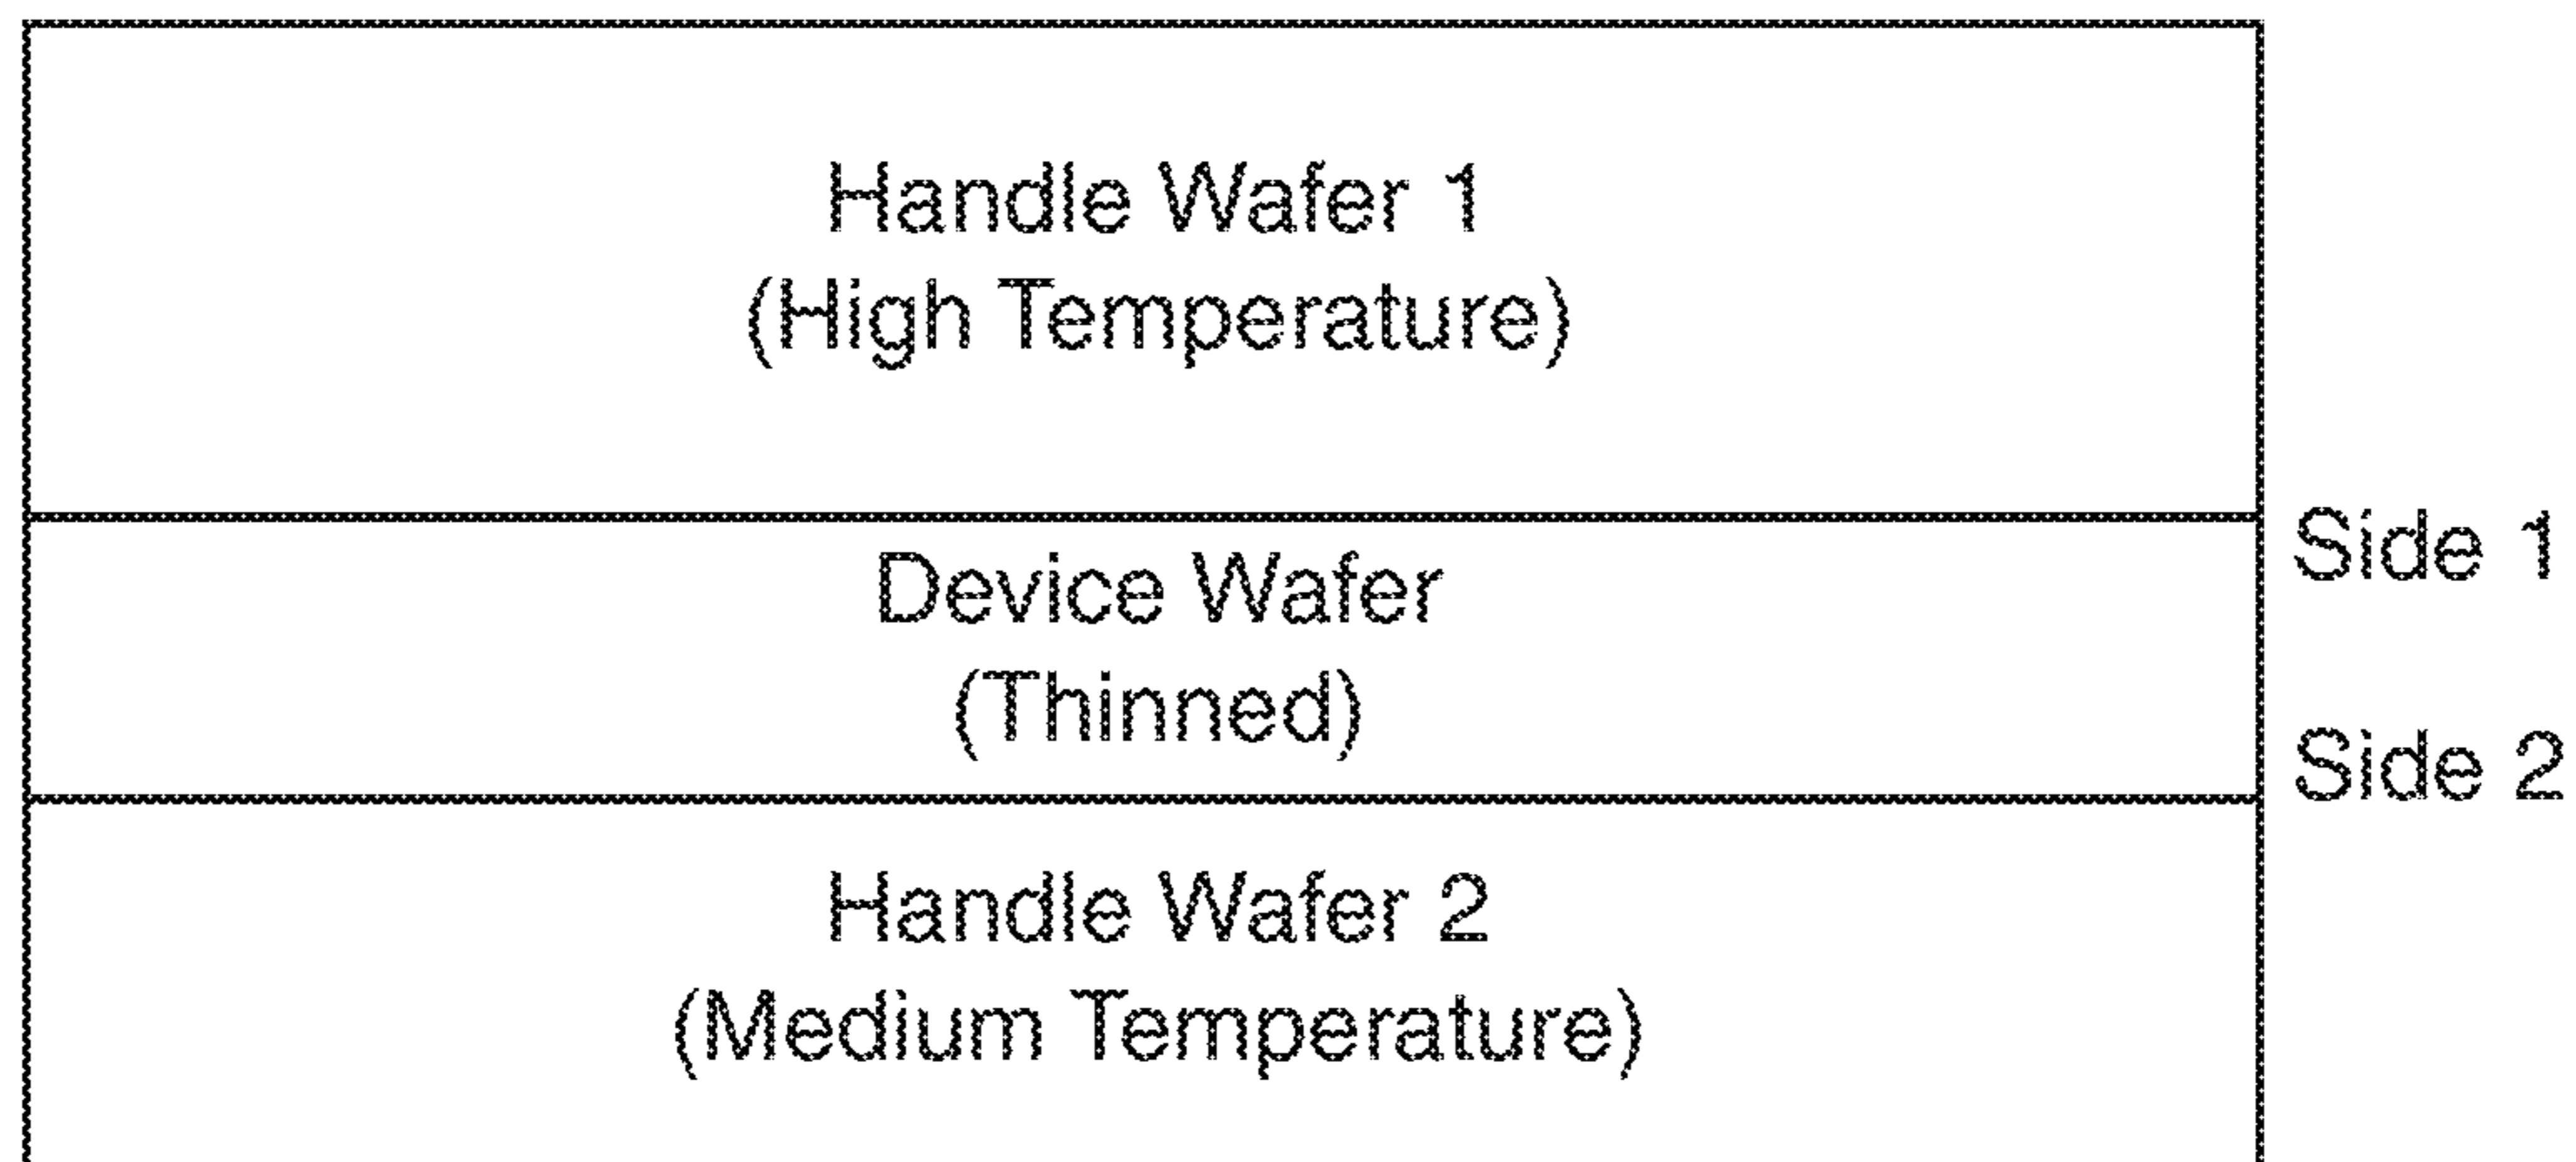 Handle Wafer 1
(High Temperature)
Side 1
Device Wafer
(Thinned)
Side 2
Handle Wafer 2
(Medium Temperature)